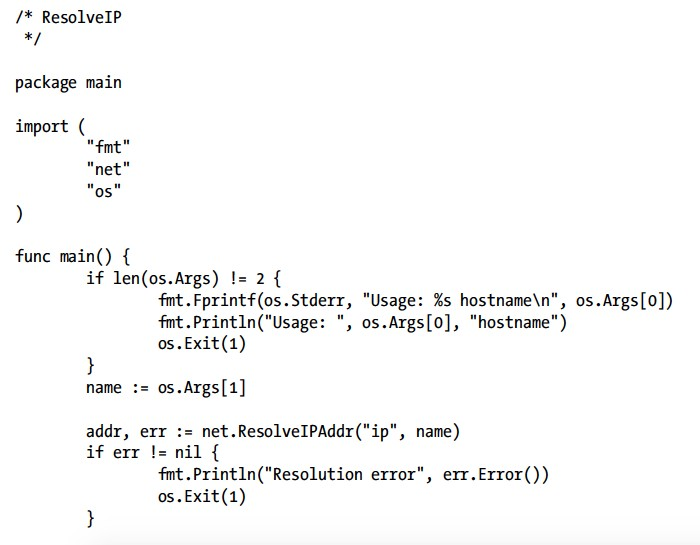 /* ResolveIP
 */

package main

import (
        "fmt"
        "net"
        "os"
)

func main() {
        if len(os.Args) != 2 {
                fmt.Fprintf(os.Stderr, "Usage: %s hostname\n", os.Args[0])
                fmt.Println("Usage: ", os.Args[0], "hostname")
                os.Exit(1)
        }
        name := os.Args[1]

        addr, err := net.ResolveIPAddr("ip", name)
        if err != nil {
                fmt.Println("Resolution error", err.Error())
                os.Exit(1)
        }